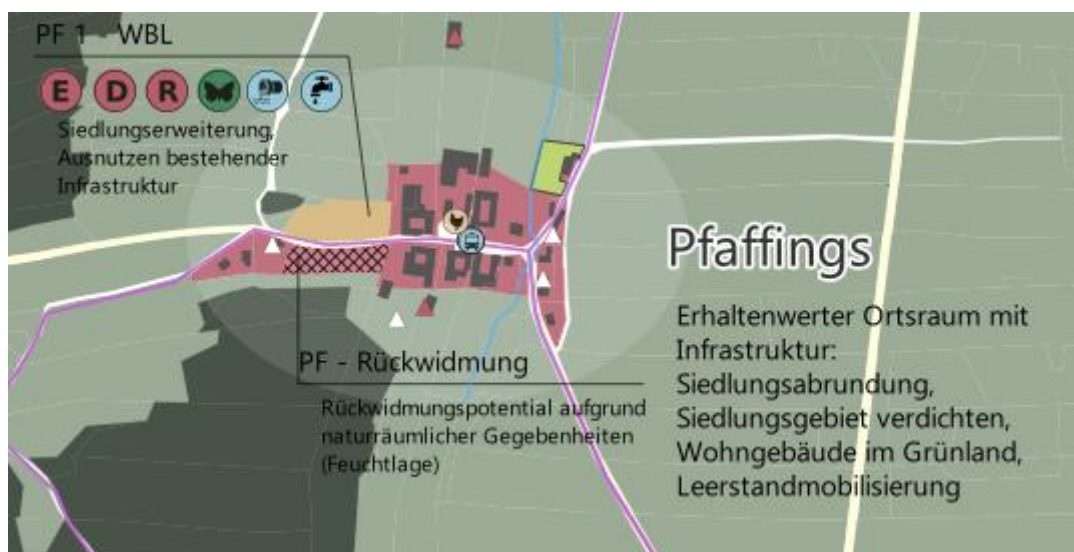 PF 1 - WBL
E D R
Siedlungserweiterung,
Ausnutzen bestehender
Infrastruktur
Pfaffings
Erhaltenwerter Ortsraum mit
Infrastruktur:
Siedlungsabrundung,
Siedlungsgebiet verdichten,
Wohngebäude im Grünland,
Leerstandmobilisierung
PF - Rückwidmung
Rückwidmungspotential aufgrund
naturräumlicher Gegebenheiten
(Feuchtlage)